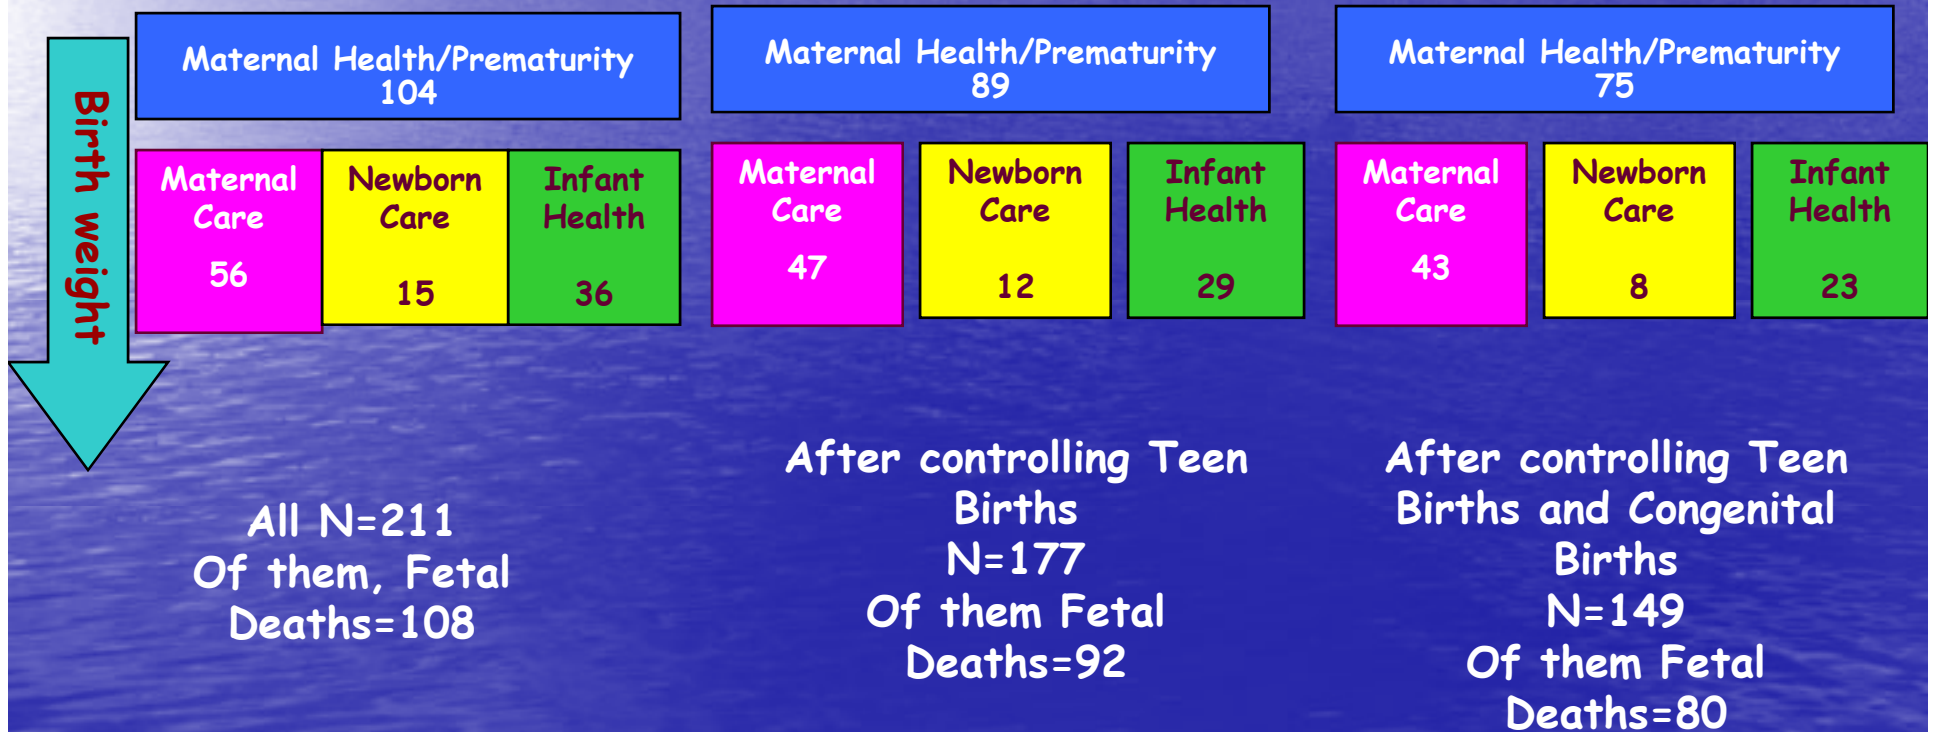 Birth weight
Maternal Health/Prematurity
104
Maternal
Care
56
Newborn
Care
15
Infant
Health
36
All N=211
Of them, Fetal
Deaths=108
Maternal Health/Prematurity
89
Maternal
Care
47
Newborn
Care
12
Infant
Health
29
After controlling Teen
Births
N=177
Of them Fetal
Deaths=92
Maternal Health/Prematurity
75
Maternal
Care
43
Newborn
Care
8
Infant
Health
23
After controlling Teen
Births and Congenital
Births
N=149
Of them Fetal
Deaths=80